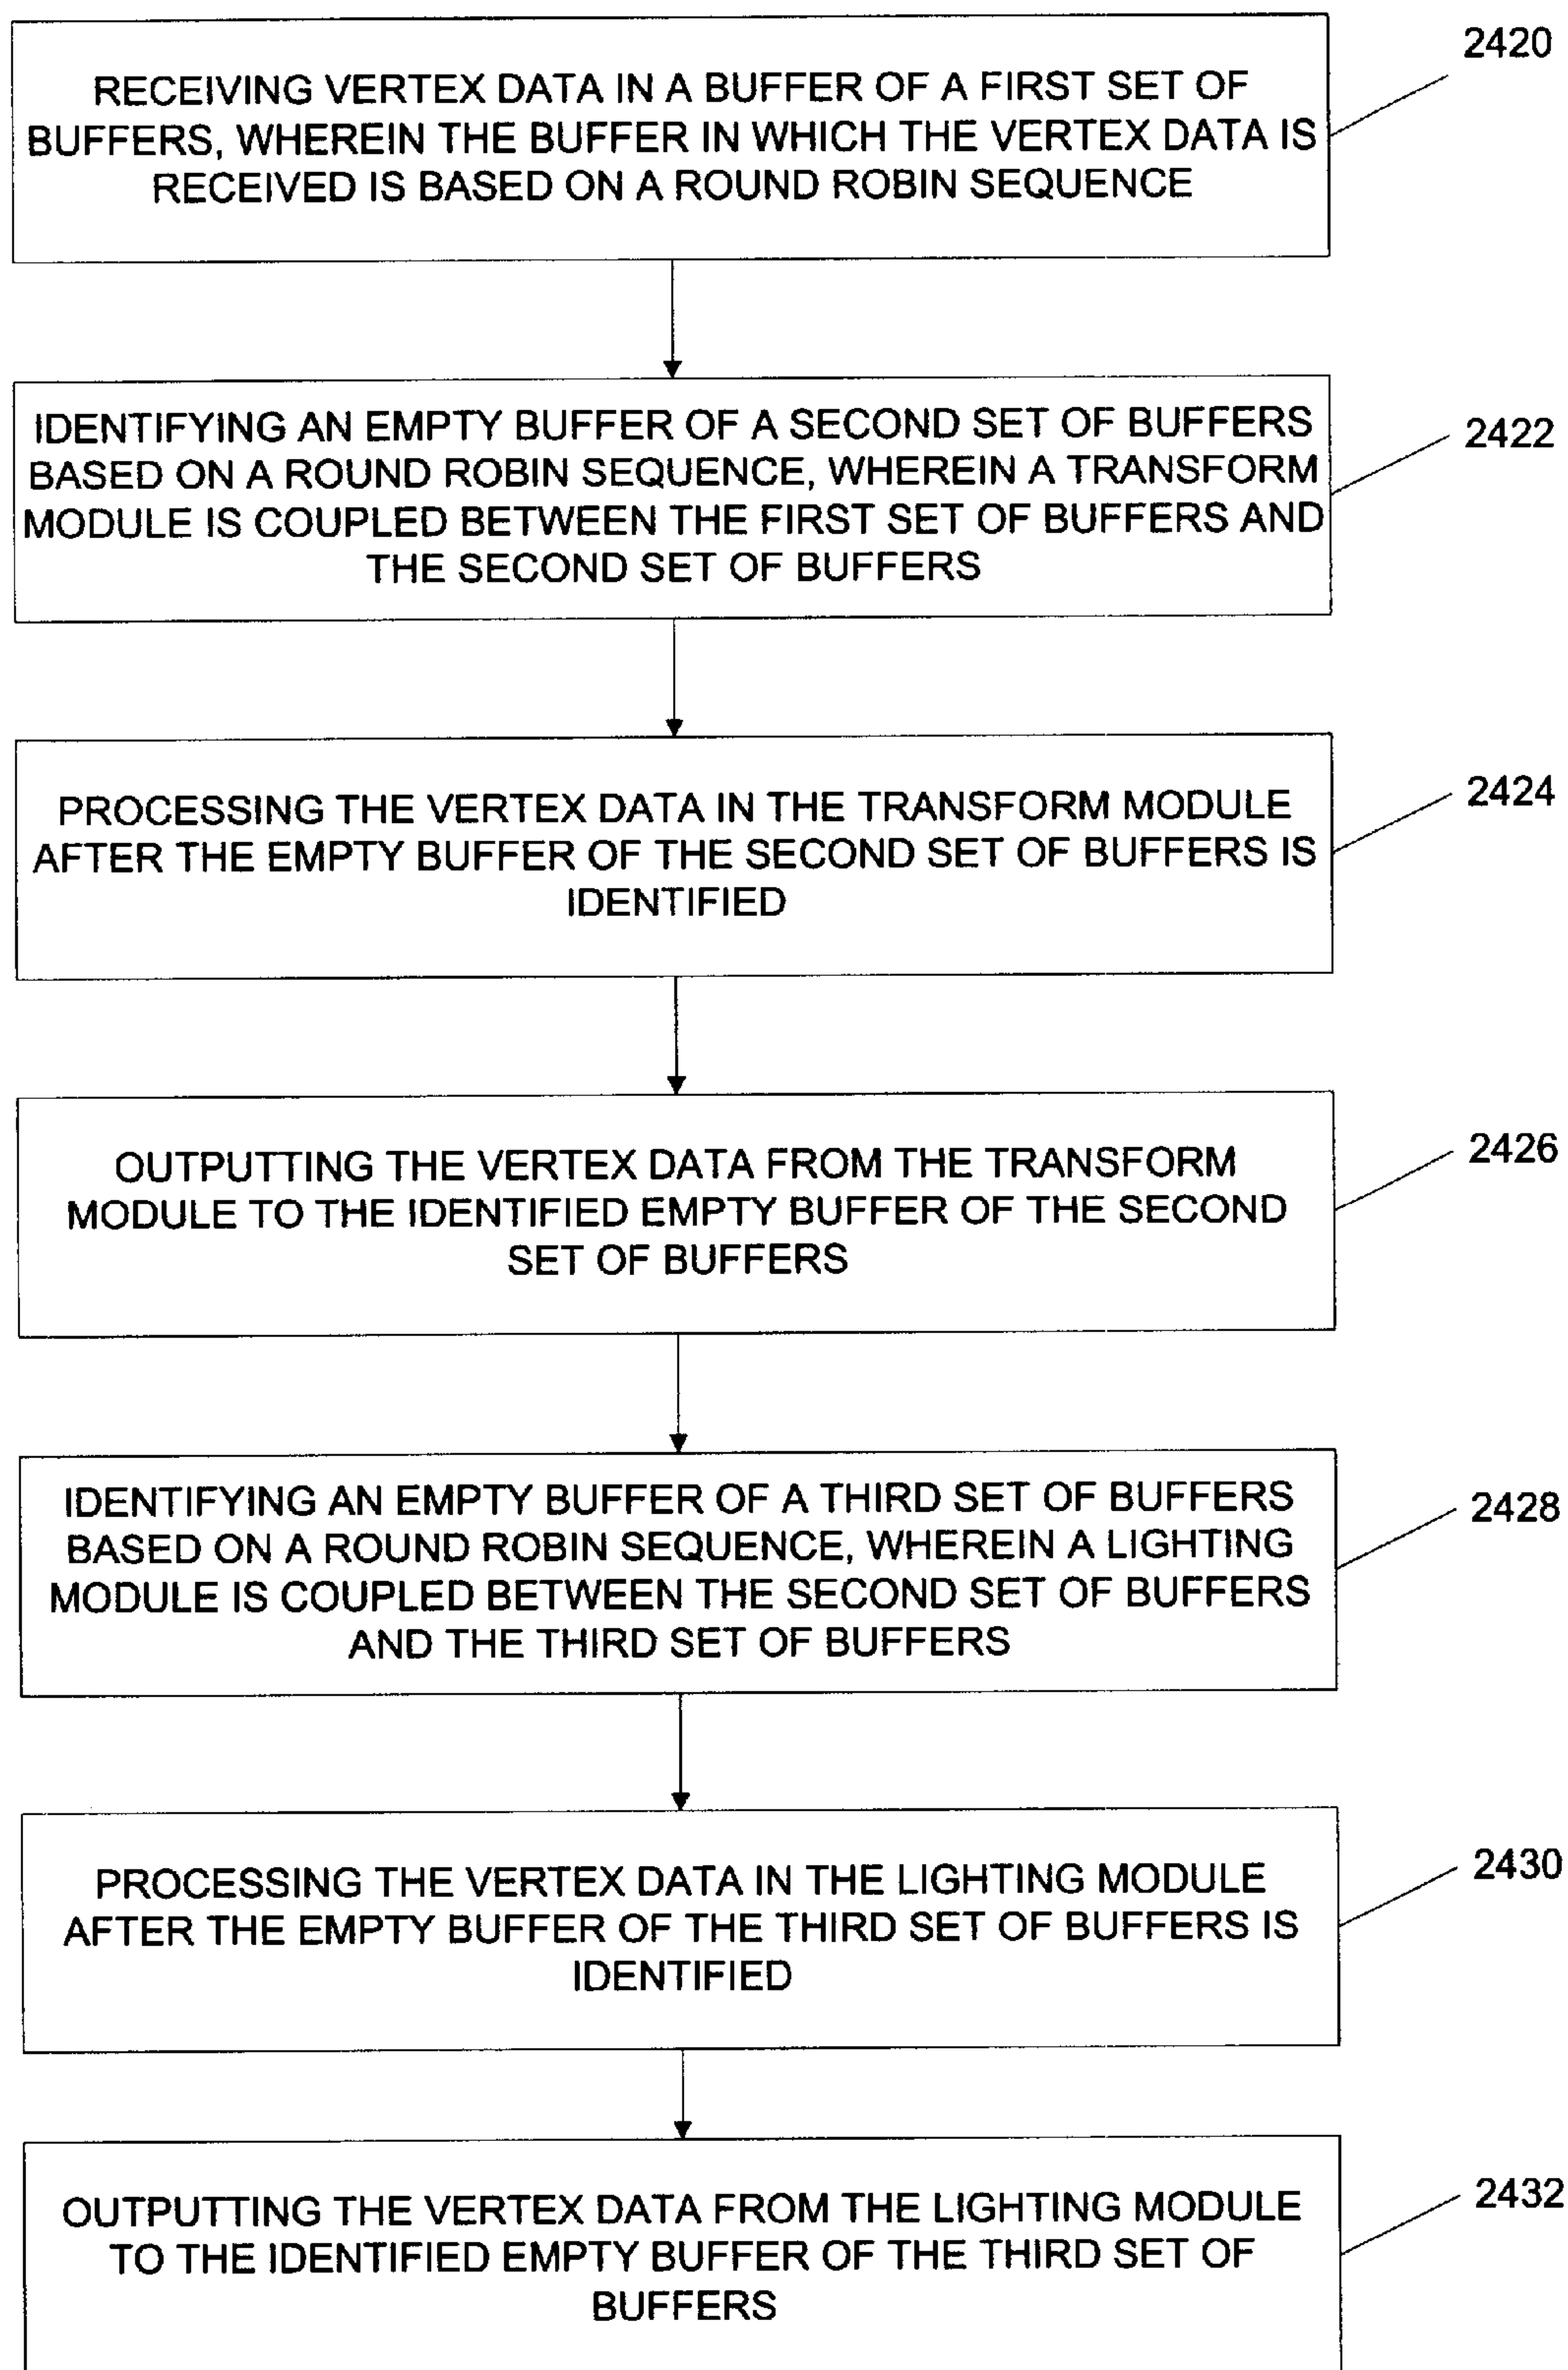 2420
RECEIVING VERTEX DATA IN A BUFFER OF A FIRST SET OF
BUFFERS, WHEREIN THE BUFFER IN WHICH THE VERTEX DATA IS
RECEIVED IS BASED ON A ROUND ROBIN SEQUENCE
2422
IDENTIFYING AN EMPTY BUFFER OF A SECOND SET OF BUFFERS
BASED ON A ROUND ROBIN SEQUENCE, WHEREIN A TRANSFORM
MODULE IS COUPLED BETWEEN THE FIRST SET OF BUFFERS AND
THE SECOND SET OF BUFFERS
2424
PROCESSING THE VERTEX DATA IN THE TRANSFORM MODULE
AFTER THE EMPTY BUFFER OF THE SECOND SET OF BUFFERS IS
IDENTIFIED
2426
OUTPUTTING THE VERTEX DATA FROM THE TRANSFORM
MODULE TO THE IDENTIFIED EMPTY BUFFER OF THE SECOND
SET OF BUFFERS
2428
IDENTIFYING AN EMPTY BUFFER OF A THIRD SET OF BUFFERS
BASED ON A ROUND ROBIN SEQUENCE, WHEREIN A LIGHTING
MODULE IS COUPLED BETWEEN THE SECOND SET OF BUFFERS
AND THE THIRD SET OF BUFFERS
2430
PROCESSING THE VERTEX DATA IN THE LIGHTING MODULE
AFTER THE EMPTY BUFFER OF THE THIRD SET OF BUFFERS IS
IDENTIFIED
2432
OUTPUTTING THE VERTEX DATA FROM THE LIGHTING MODULE
TO THE IDENTIFIED EMPTY BUFFER OF THE THIRD SET OF
BUFFERS